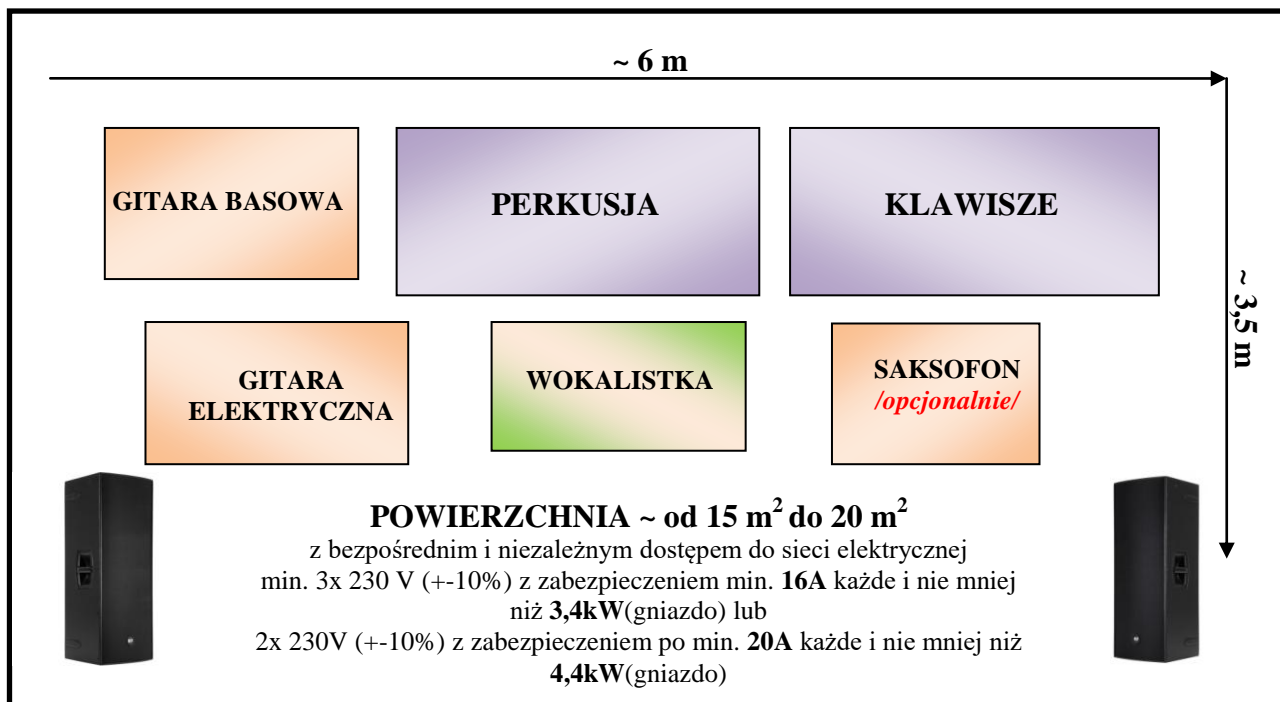 ~ 6 m
GITARA BASOWA
PERKUSJA
KLAWISZE
~ 3,5 m
GITARA
ELEKTRYCZNA
WOKALISTKA
SAKSOFON
/opcjonalnie/
POWIERZCHNIA ~ od 15 m² do 20 m²
z bezpośrednim i niezależnym dostępem do sieci elektrycznej
min. 3x 230 V (+-10%) z zabezpieczeniem min. 16A każde i nie mniej
niż 3,4kW(gniazdo) lub
2x 230V (+-10%) z zabezpieczeniem po min. 20A każde i nie mniej niż
4,4kW(gniazdo)